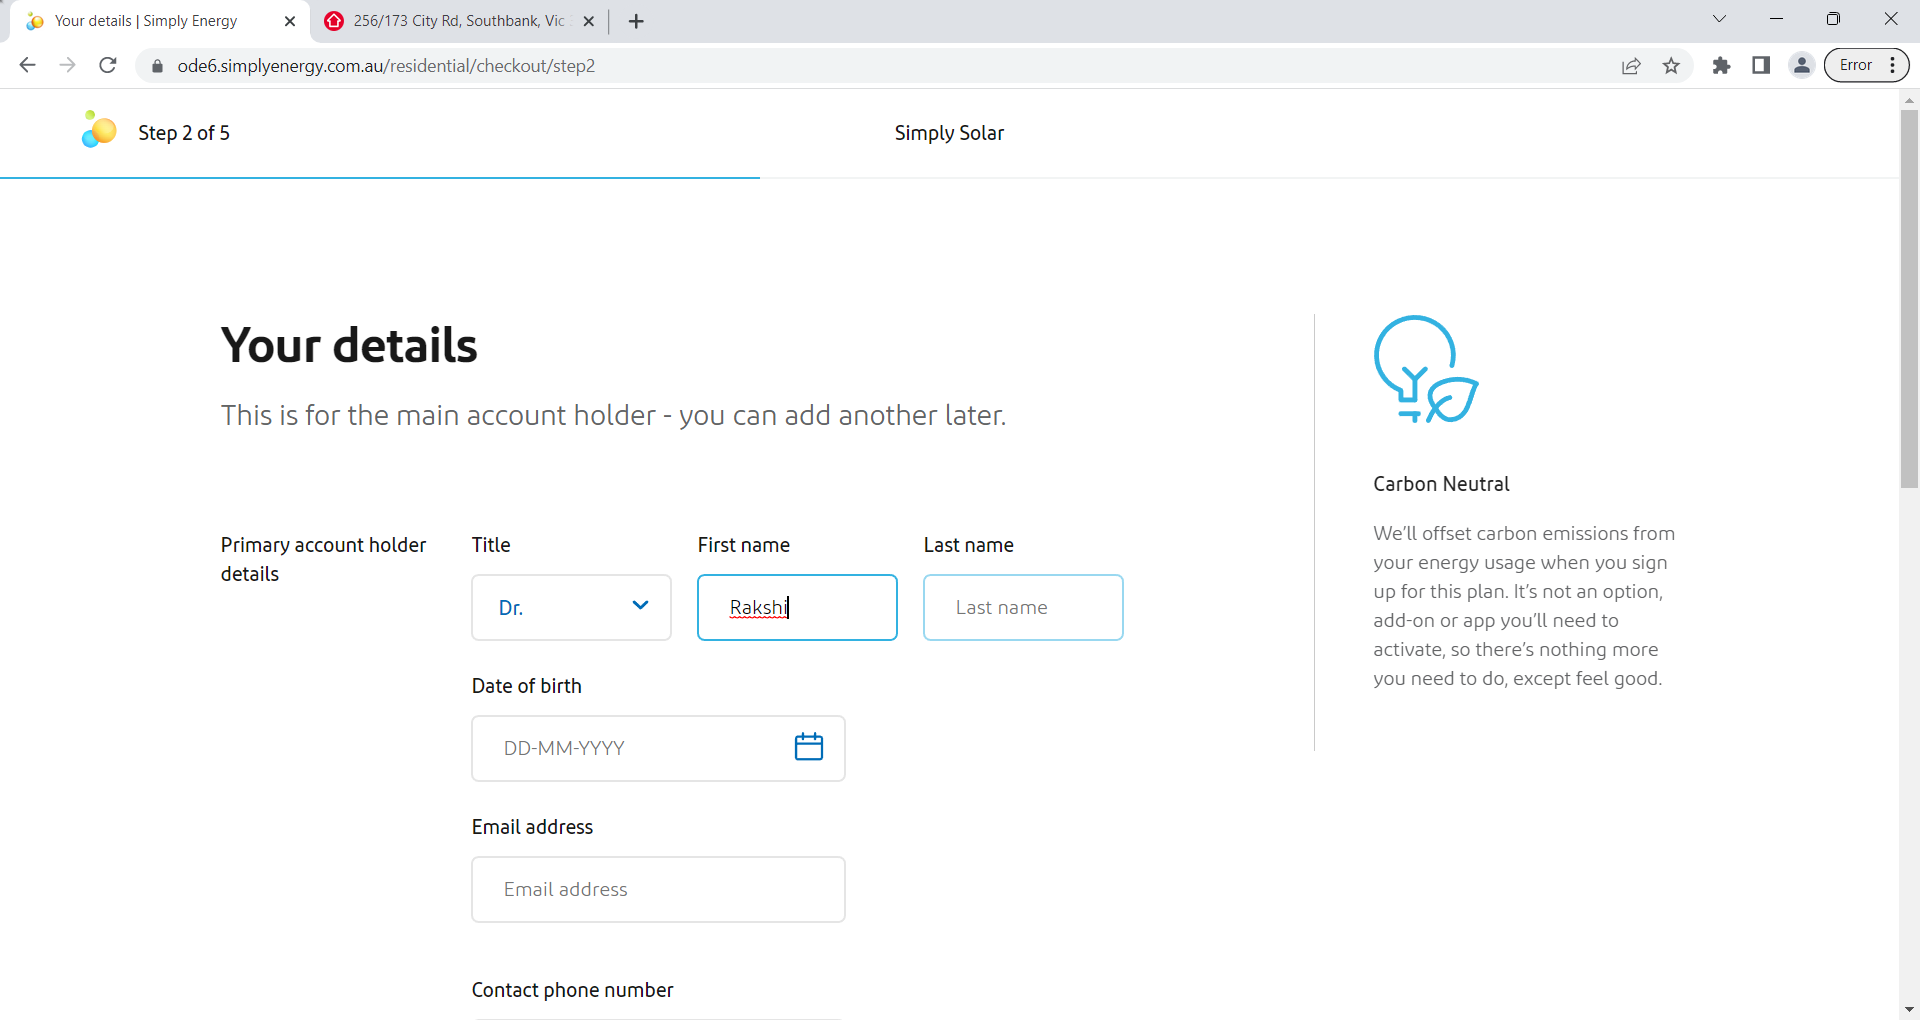 Your details | Simply Energy
256/173 City Rd, Southbank, Vic
ode6.simplyenergy.com.au/residential/checkout/step2
Error
Step 2 of 5
Simply Solar
Your details
This is for the main account holder - you can add another later.
Primary account holder
details
Title
First name
Last name
Dr.
Rakshi
Last name
Date of birth
DD-MM-YYYY
Email address
Email address
Contact phone number
Carbon Neutral
We'll offset carbon emissions from
your energy usage when you sign
up for this plan. It's not an option,
add-on or app you'll need to
activate, so there's nothing more
you need to do, except feel good.